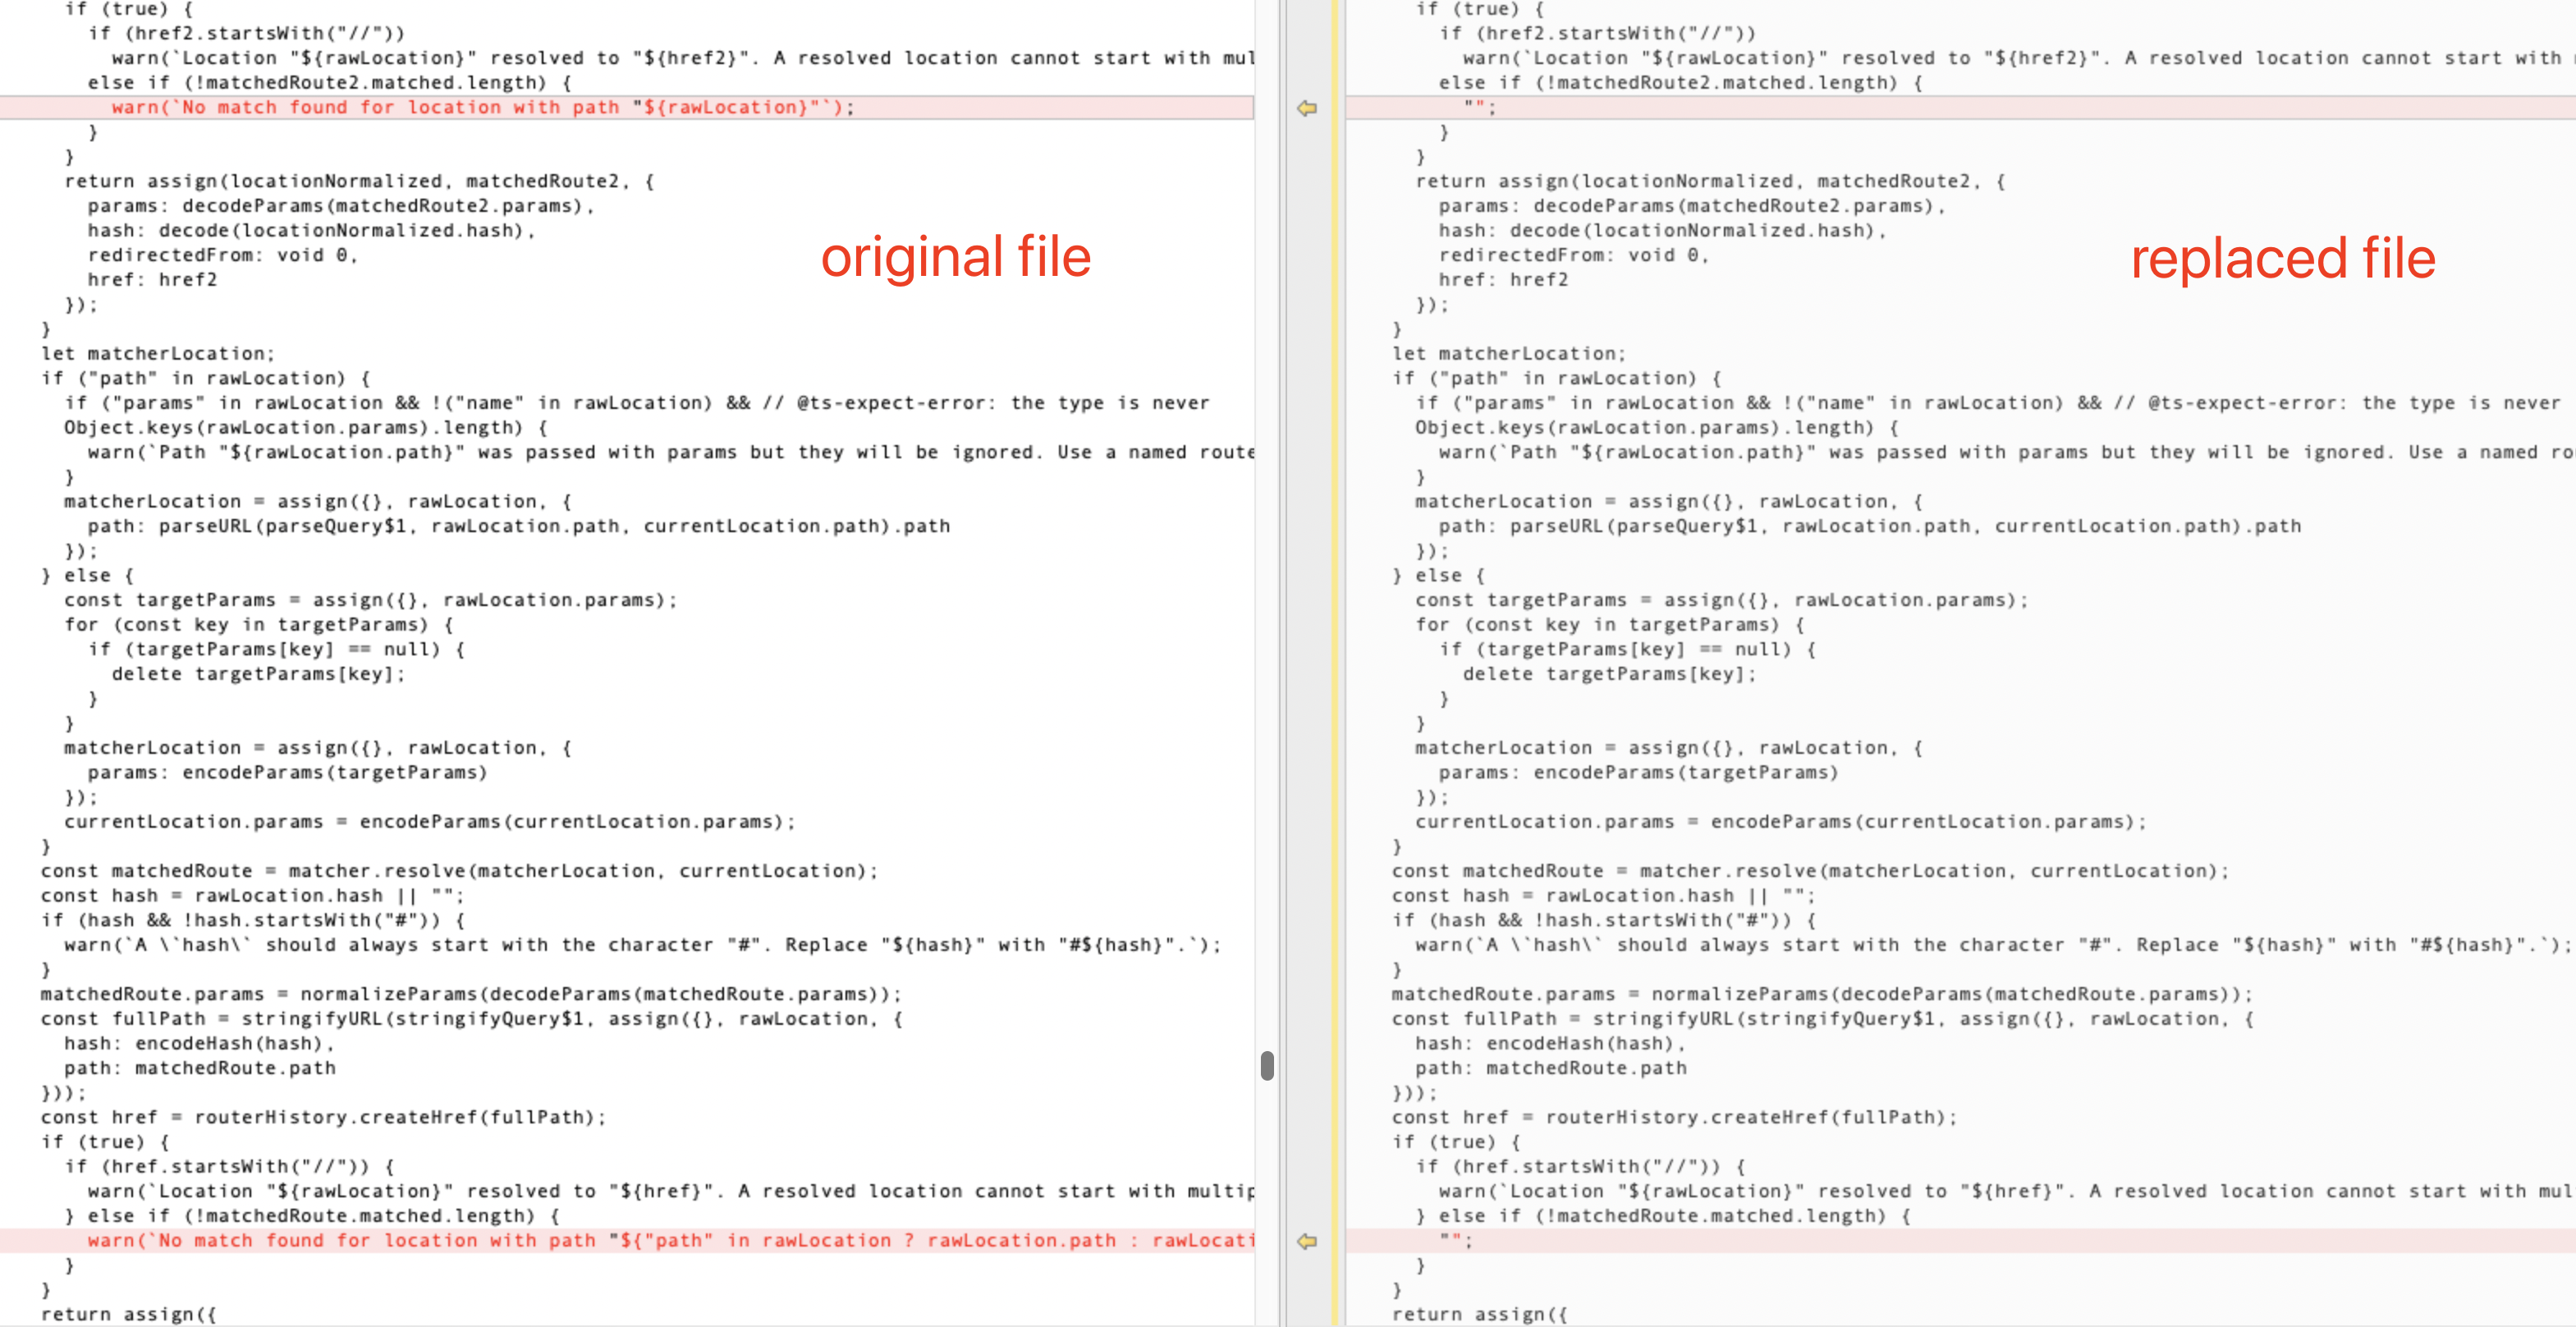 if (true) {
if (href2.startsWith("//"))
warn(`Location "${rawLocation}" resolved to "${href2}". A resolved location cannot start with mul
else if (!matchedRoute2.matched.length) {
warn(`No match found for location with path "${rawLocation}"`);
}
}
return assign(locationNormalized, matchedRoute2, {
params: decodeParams(matchedRoute2.params),
hash: decode(locationNormalized.hash),
redirectedFrom: void 0,
href: href2
});
}
let matcherLocation;
if ("path" in rawLocation) {
if ("params" in rawLocation && !("name" in rawLocation) && // @ts-expect-error: the type is never
Object.keys(rawLocation.params).length) {
warn(`Path "${rawLocation.path}" was passed with params but they will be ignored. Use a named route
}
matcherLocation = assign({}, rawLocation, {
path: parseURL(parseQuery$1, rawLocation.path, currentLocation.path).path
});
} else {
const targetParams = assign({}, rawLocation.params);
for (const key in targetParams) {
if (targetParams[key] == null) {
delete targetParams[key];
}
}
matcherLocation = assign({}, rawLocation, {
params: encodeParams(targetParams)
});
currentLocation.params = encodeParams(currentLocation.params);
}
const matchedRoute = matcher.resolve(matcherLocation, currentLocation);
const hash = rawLocation.hash || "";
if (hash && !hash.startsWith("#")) {
warn(`A \`hash\` should always start with the character "#". Replace "${hash}" with "#${hash}".`);
}
matchedRoute.params = normalizeParams(decodeParams(matchedRoute.params));
const fullPath = stringifyURL(stringifyQuery$1, assign({}, rawLocation, {
hash: encodeHash(hash),
path: matchedRoute.path
}));
const href = routerHistory.createHref(fullPath);
if (true) {
if (href.startsWith("//")) {
warn(`Location "${rawLocation}" resolved to "${href}". A resolved location cannot start with multip
} else if (!matchedRoute.matched.length) {
warn(`No match found for location with path "${"path" in rawLocation ? rawLocation.path : rawLocati
}
}
return assign({
original file
if (true) {
if (href2.startsWith("//"))
warn(`Location "${rawLocation}" resolved to "${href2}". A resolved location cannot start with
else if (!matchedRoute2.matched.length) {
"";
}
}
return assign(locationNormalized, matchedRoute2, {
params: decodeParams(matchedRoute2.params),
hash: decode(locationNormalized.hash),
redirectedFrom: void 0,
href: href2
});
}
let matcherLocation;
if ("path" in rawLocation) {
if ("params" in rawLocation && !("name" in rawLocation) && // @ts-expect-error: the type is never
Object.keys(rawLocation.params).length) {
warn(`Path "${rawLocation.path}" was passed with params but they will be ignored. Use a named ro
}
matcherLocation = assign({}, rawLocation, {
path: parseURL(parseQuery$1, rawLocation.path, currentLocation.path).path
});
} else {
const targetParams = assign({}, rawLocation.params);
for (const key in targetParams) {
if (targetParams[key] == null) {
delete targetParams[key];
}
}
matcherLocation = assign({}, rawLocation, {
params: encodeParams(targetParams)
});
currentLocation.params = encodeParams(currentLocation.params);
}
const matchedRoute = matcher.resolve(matcherLocation, currentLocation);
const hash = rawLocation.hash || "";
if (hash && !hash.startsWith("#")) {
warn(`A \`hash\` should always start with the character "#". Replace "${hash}" with "#${hash}".`);
}
matchedRoute.params = normalizeParams(decodeParams(matchedRoute.params));
const fullPath = stringifyURL(stringifyQuery$1, assign({}, rawLocation, {
hash: encodeHash(hash),
path: matchedRoute.path
}));
const href = routerHistory.createHref(fullPath);
if (true) {
if (href.startsWith("//")) {
warn(`Location "${rawLocation}" resolved to "${href}". A resolved location cannot start with mul
} else if (!matchedRoute.matched.length) {
"";
}
}
return assign({
replaced file